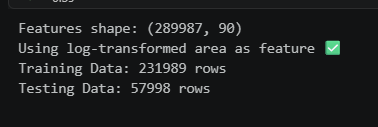 Features shape: (289987, 90)
Using log-transformed area as feature ✅
Training Data: 231989 rows
Testing Data: 57998 rows